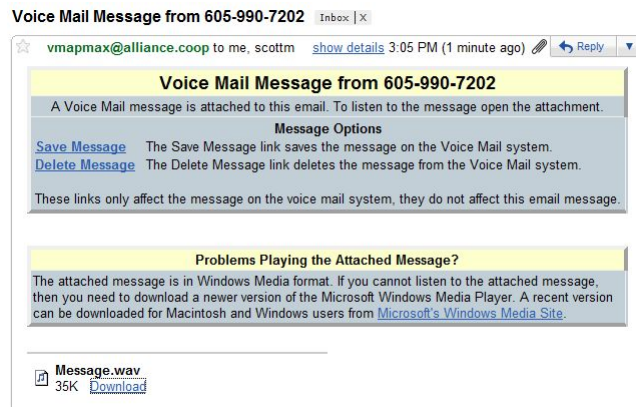 Voice Mail Message from 605-990-7202 Inbox | X
vmapmax@alliance.coop to me, scottm show details 3:05 PM (1 minute ago) Reply
Voice Mail Message from 605-990-7202
A Voice Mail message is attached to this email. To listen to the message open the attachment.
Message Options
Save Message The Save Message link saves the message on the Voice Mail system.
Delete Message The Delete Message link deletes the message from the Voice Mail system.
These links only affect the message on the voice mail system, they do not affect this email message.
Problems Playing the Attached Message?
The attached message is in Windows Media format. If you cannot listen to the attached message,
then you need to download a newer version of the Microsoft Windows Media Player. A recent version
can be downloaded for Macintosh and Windows users from Microsoft's Windows Media Site.
Message.wav
35K Download